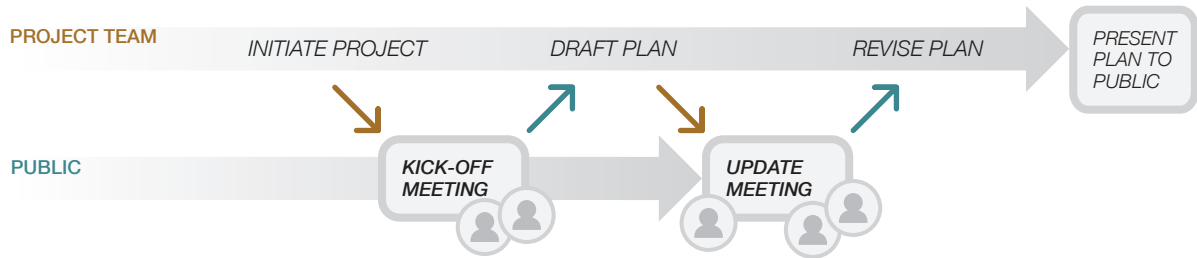 PROJECT TEAM
INITIATE PROJECT
DRAFT PLAN
REVISE PLAN
PRESENT
PLAN TO
PUBLIC
PUBLIC
KICK-OFF
MEETING
UPDATE
MEETING